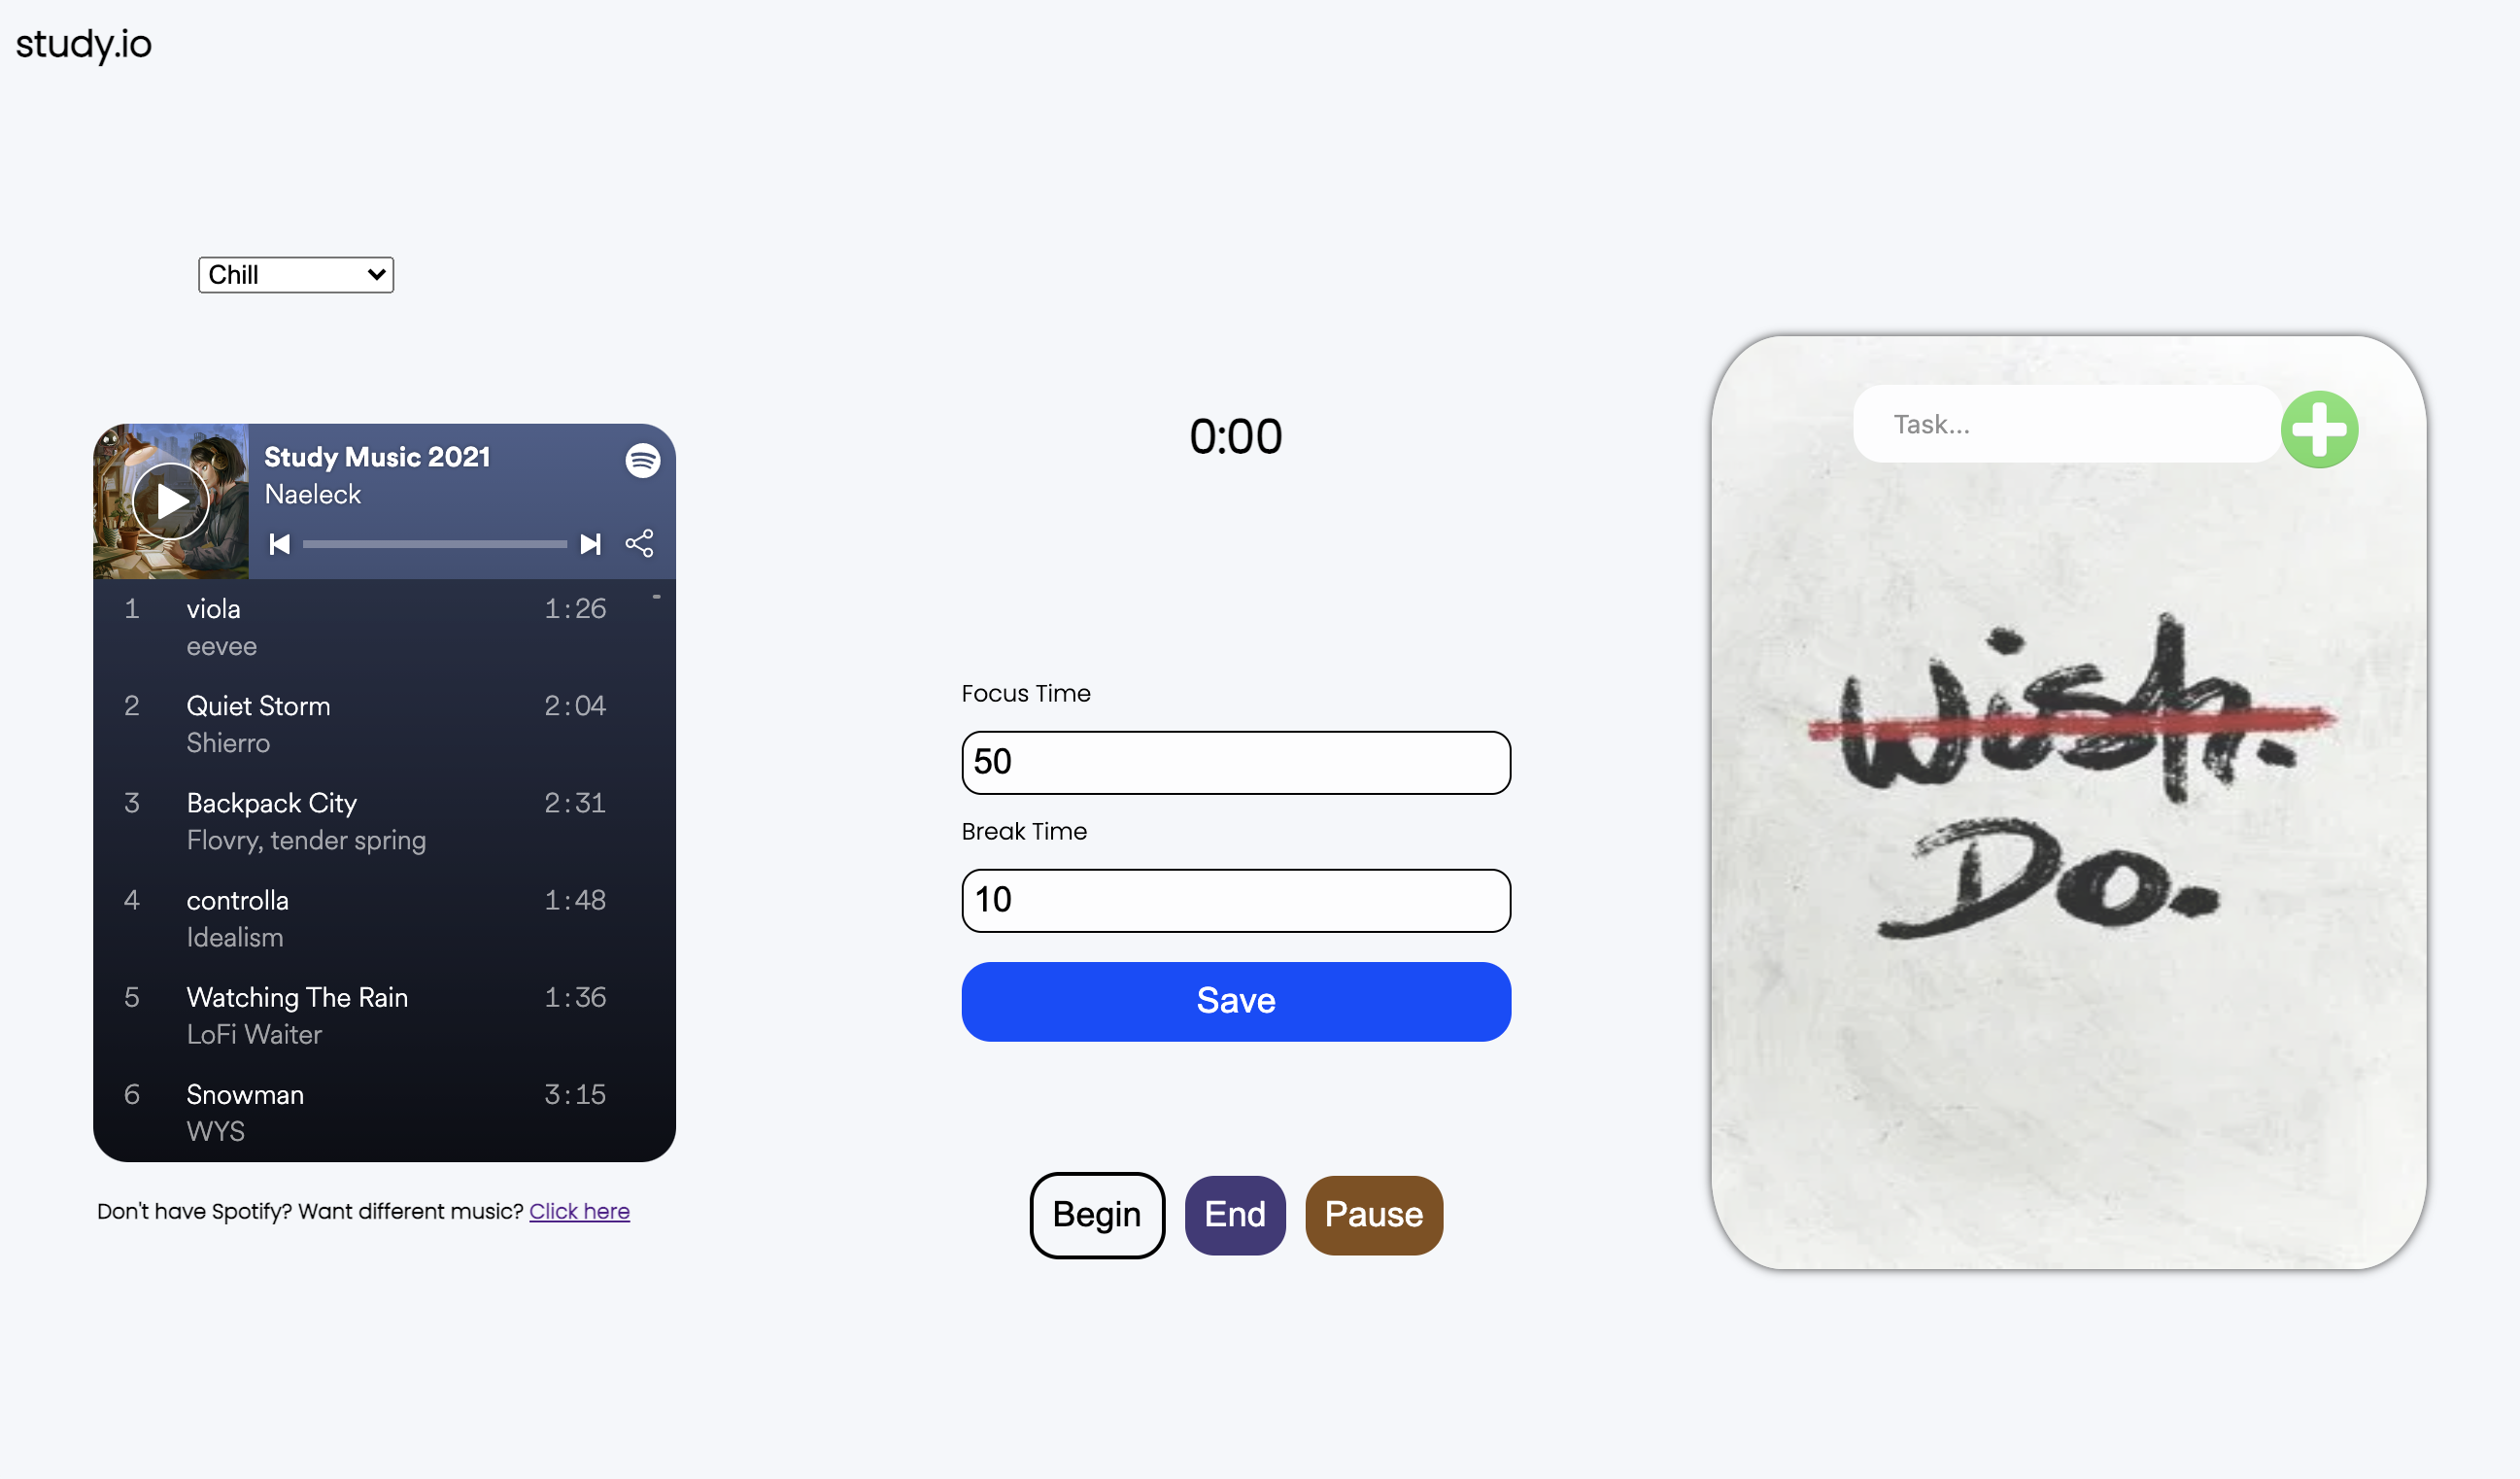 study.io
Chill
Study Music 2021
Naeleck
1 viola 1:26
eevee
2 Quiet Storm 2:04
Shierro
3 Backpack City 2:31
Flovry, tender spring
4 controlla 1:48
Idealism
5 Watching The Rain 1:36
LoFi Waiter
6 Snowman 3:15
WYS
Don't have Spotify? Want different music? Click here
0:00
Focus Time
50
Break Time
10
Save
Begin End Pause
Task...
Wish.
Do.